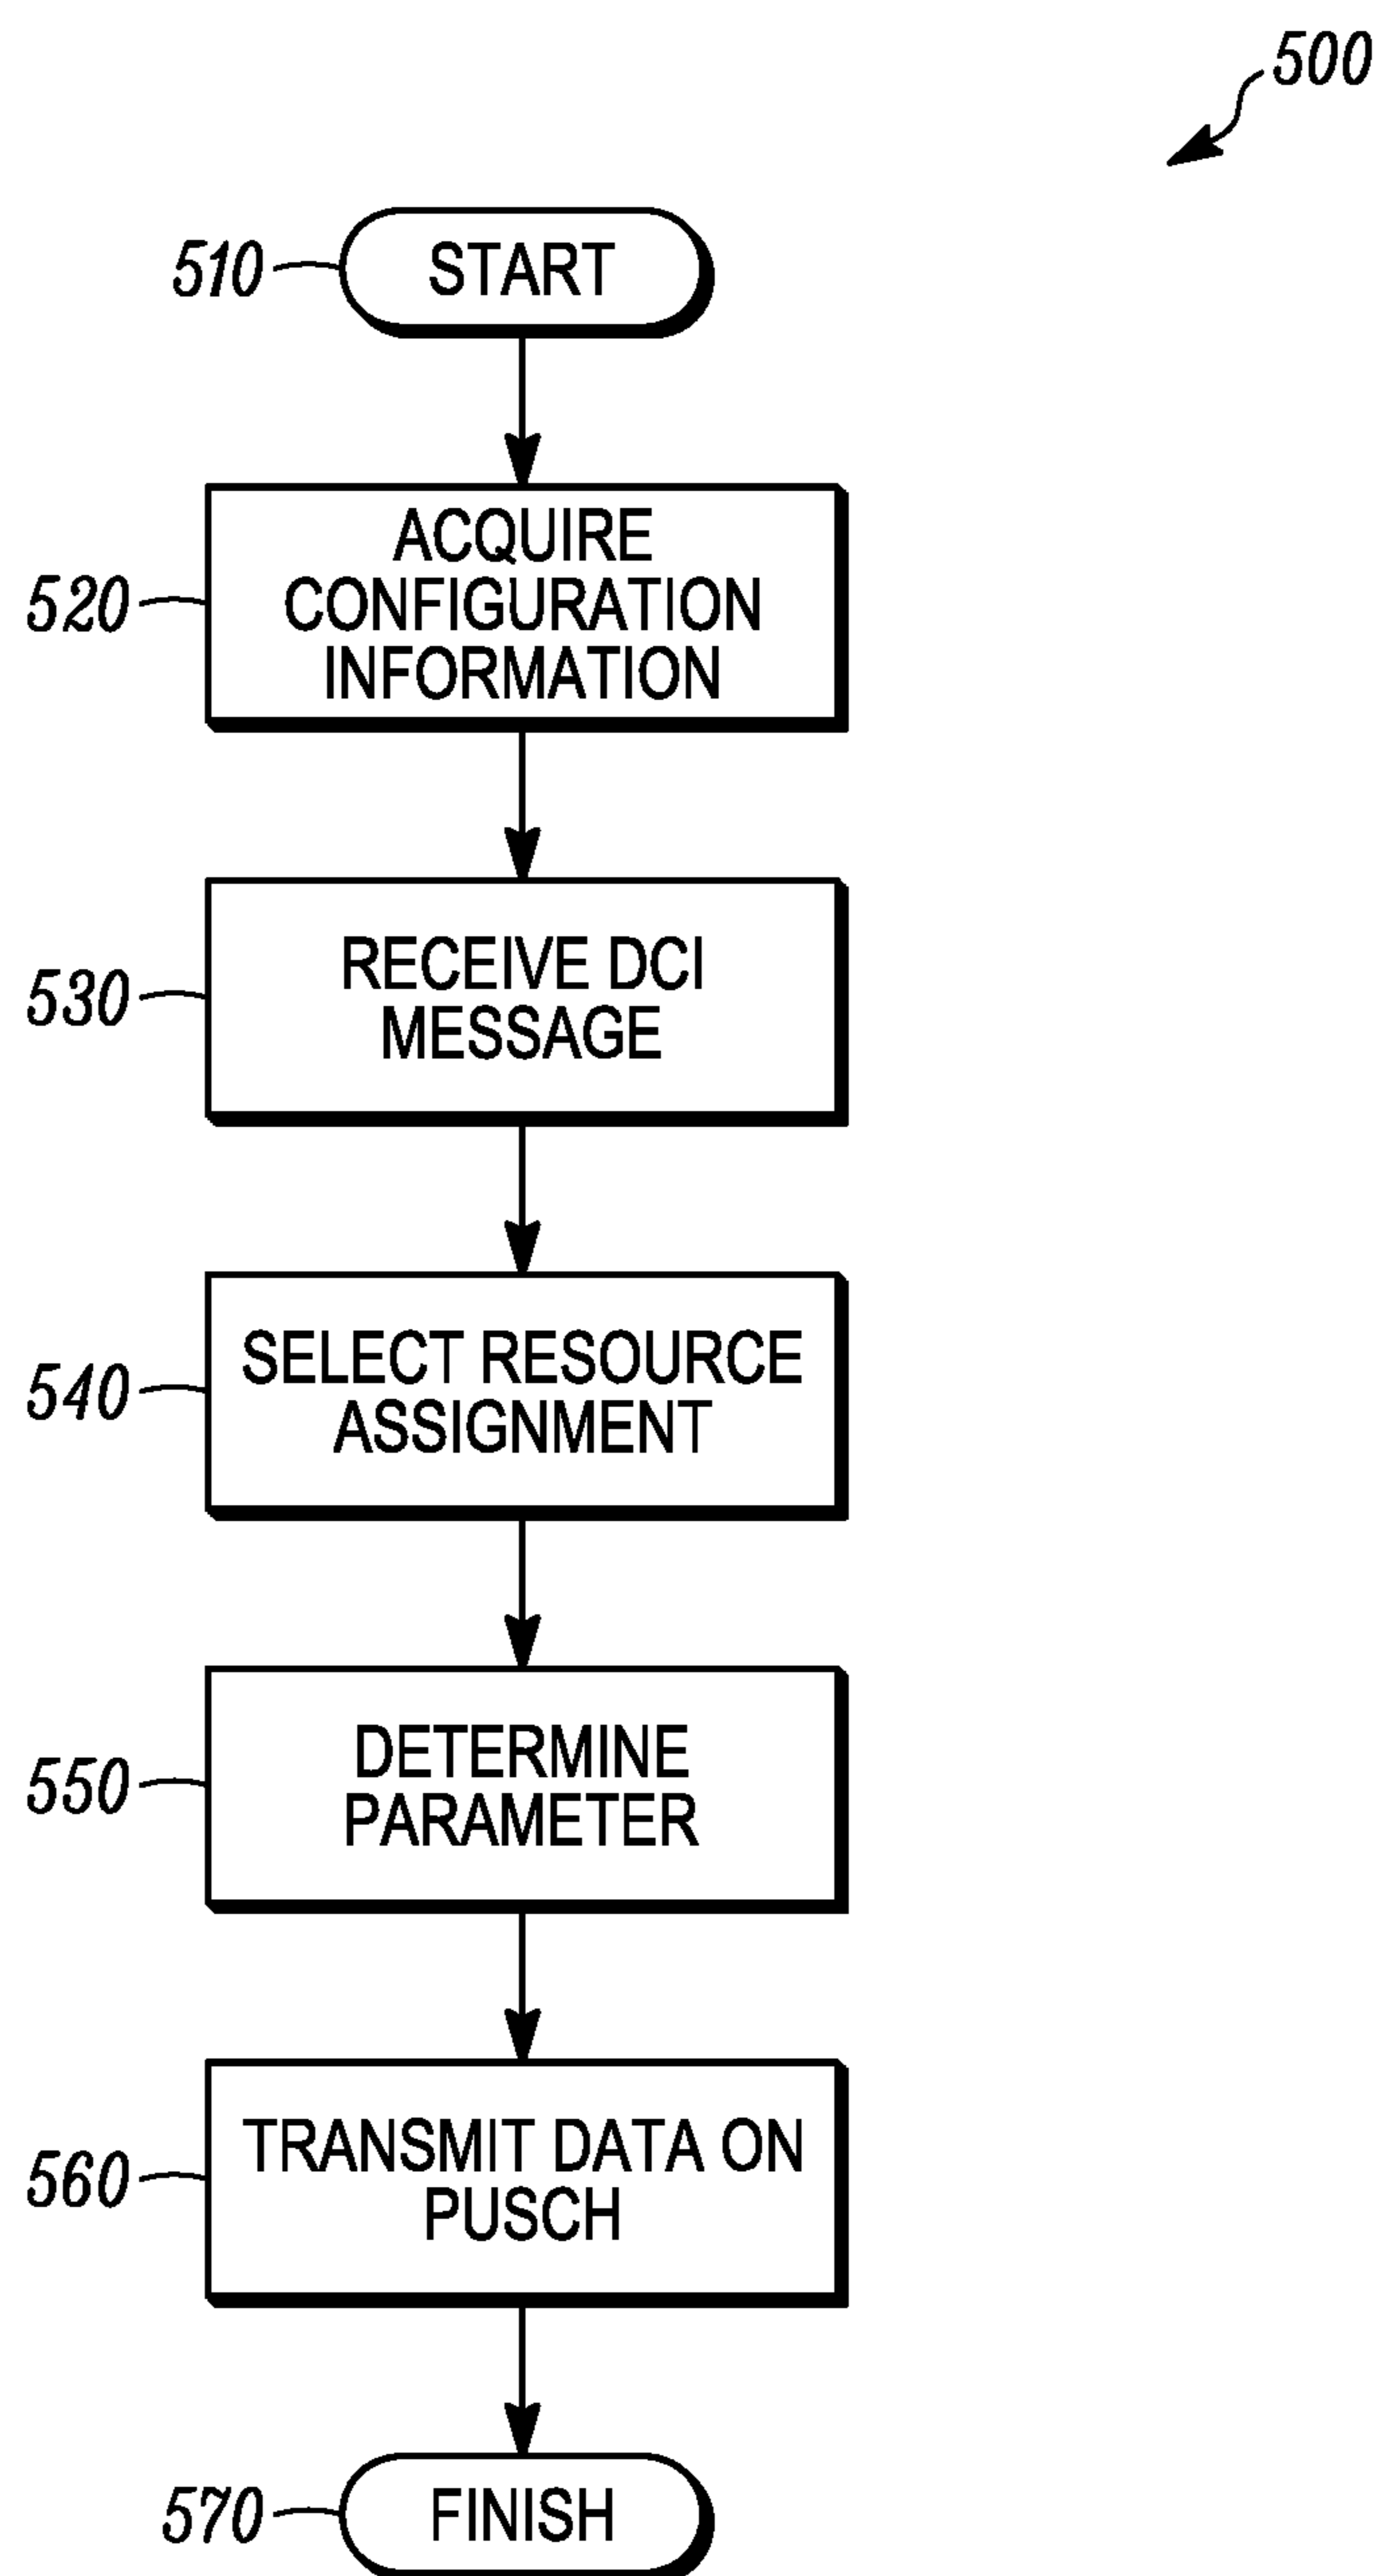 500
510
START
520
ACQUIRE
CONFIGURATION
INFORMATION
530
RECEIVE DCI
MESSAGE
540
SELECT RESOURCE
ASSIGNMENT
550
DETERMINE
PARAMETER
560
TRANSMIT DATA ON
PUSCH
570
FINISH